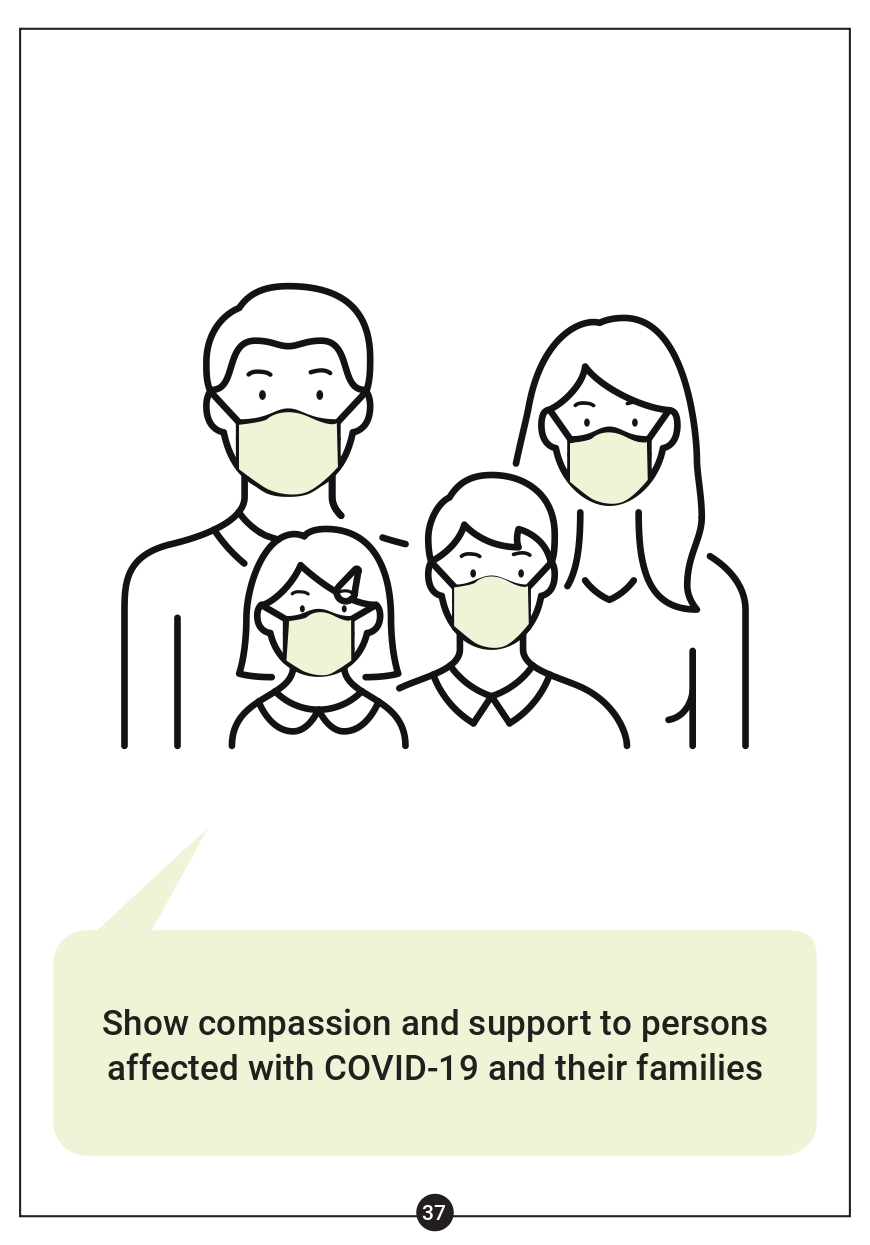 Show compassion and support to persons
affected with COVID-19 and their families
37